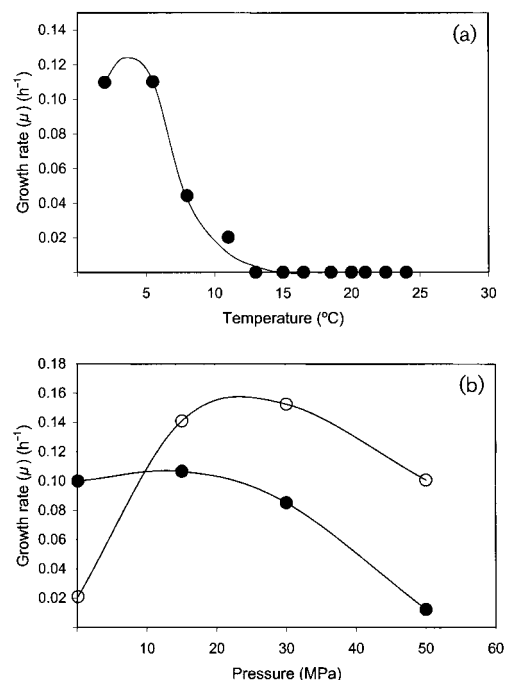 (a)
Growth rate (μ) (h⁻¹)
0.14
0.12
0.10
0.08
0.06
0.04
0.02
5 10 15 20 25 30
Temperature (ºC)
(b)
Growth rate (μ) (h⁻¹)
0.18
0.16
0.14
0.12
0.10
0.08
0.06
0.04
0.02
10 20 30 40 50 60
Pressure (MPa)